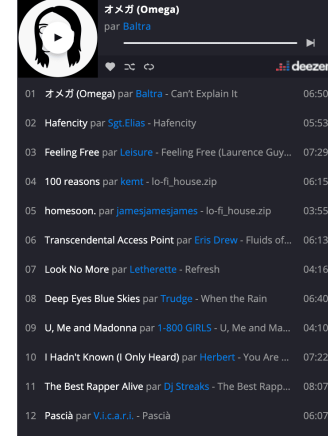 オメガ (Omega)
par Baltra
deezer
01 オメガ (Omega) par Baltra - Can't Explain It 06:50
02 Hafencity par Sgt.Elias - Hafencity 05:53
03 Feeling Free par Leisure - Feeling Free (Laurence Guy... 07:29
04 100 reasons par kemt - lo-fi_house.zip 06:15
05 homesoon. par jamesjamesjames - lo-fi_house.zip 03:55
06 Transcendental Access Point par Eris Drew - Fluids of... 06:13
07 Look No More par Letherette - Refresh 04:16
08 Deep Eyes Blue Skies par Trudge - When the Rain 06:40
09 U, Me and Madonna par 1-800 GIRLS - U, Me and Ma... 04:10
10 I Hadn't Known (I Only Heard) par Herbert - You Are ... 07:22
11 The Best Rapper Alive par Dj Streaks - The Best Rapp... 08:07
12 Pascià par V.i.c.a.r.i. - Pascià 06:07